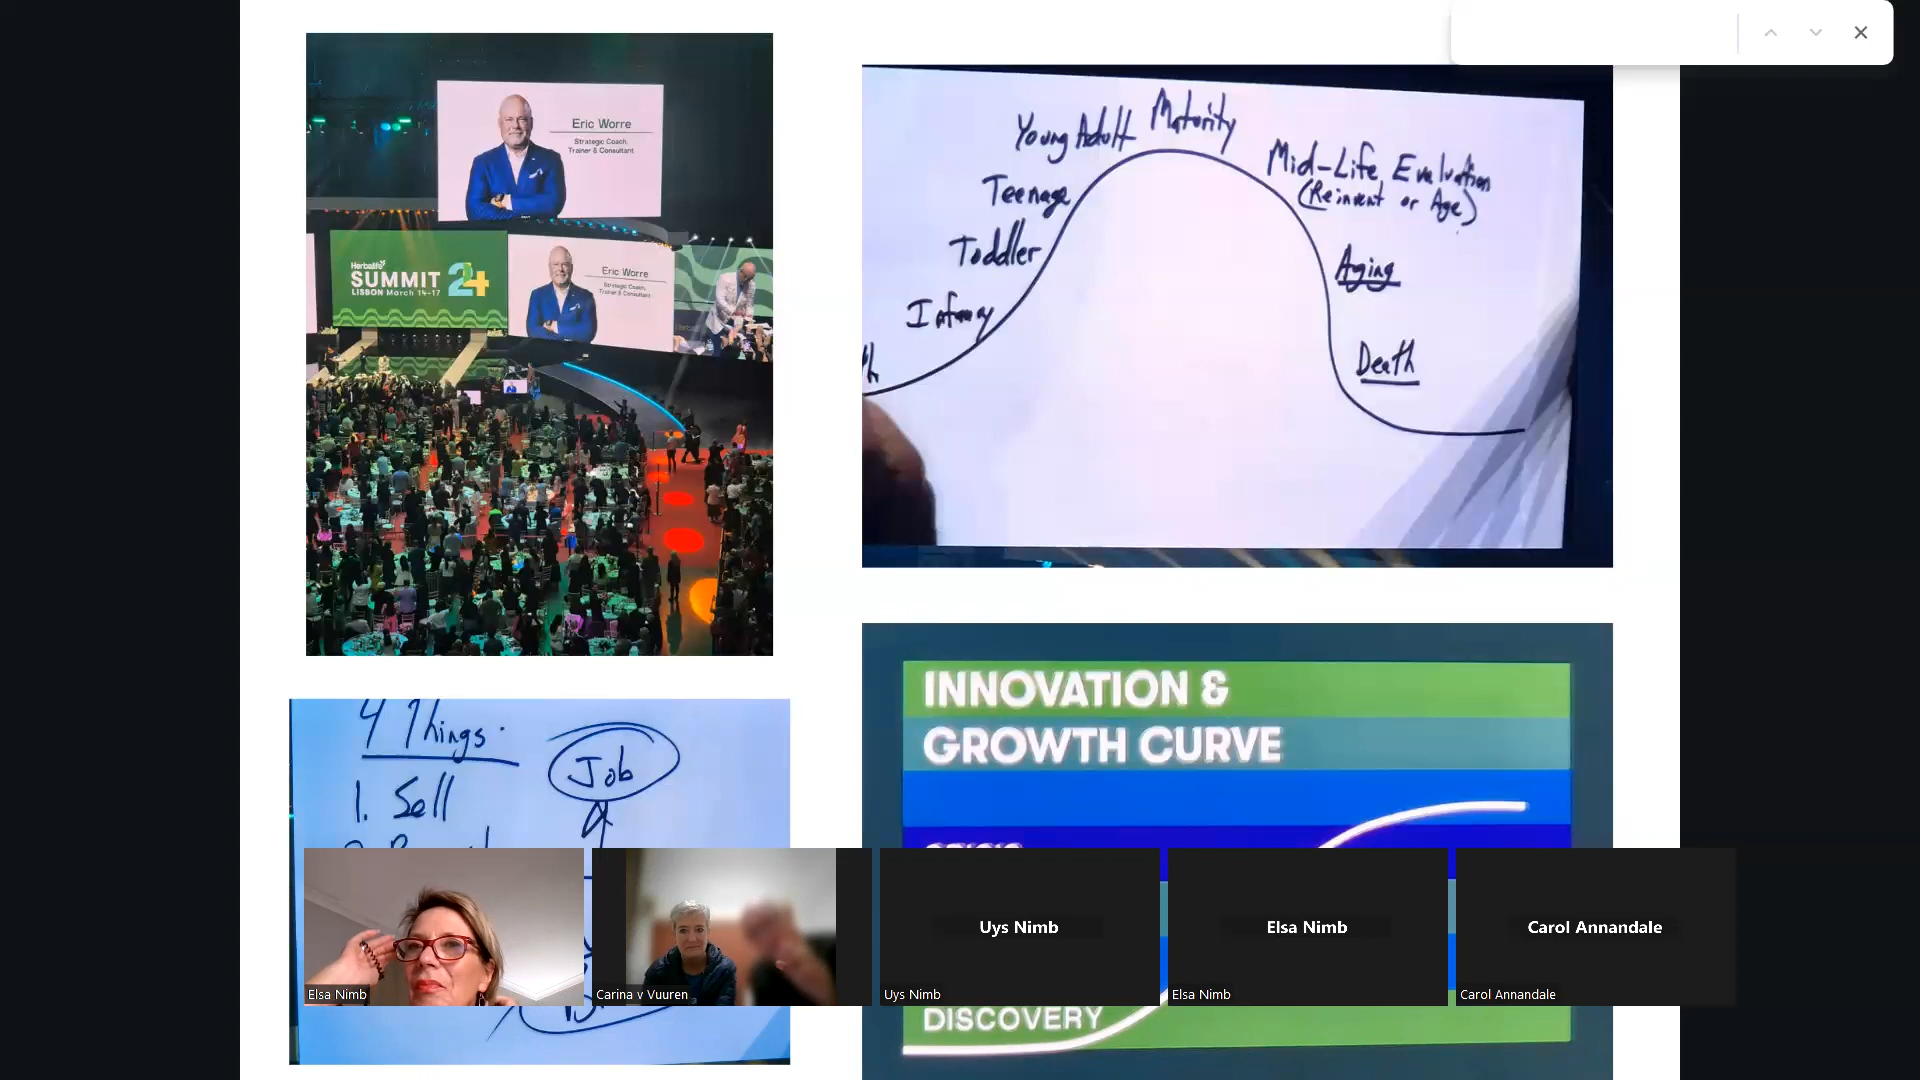 Eric Worre
Strategic Coach,
Trainer & Consultant
Herbalife
SUMMIT 24
LISBON March 14-17
Eric Worre
Strategic Coach,
Trainer & Consultant
Young Adult
Maturity
Mid-Life Evaluation
(Reinvent or Age)
Teenage
Toddler
Aging
Infancy
Death
4 Things
Job
1. Sell
INNOVATION &
GROWTH CURVE
DISCOVERY
Elsa Nimb
Carina v Vuuren
Uys Nimb
Uys Nimb
Elsa Nimb
Elsa Nimb
Carol Annandale
Carol Annandale